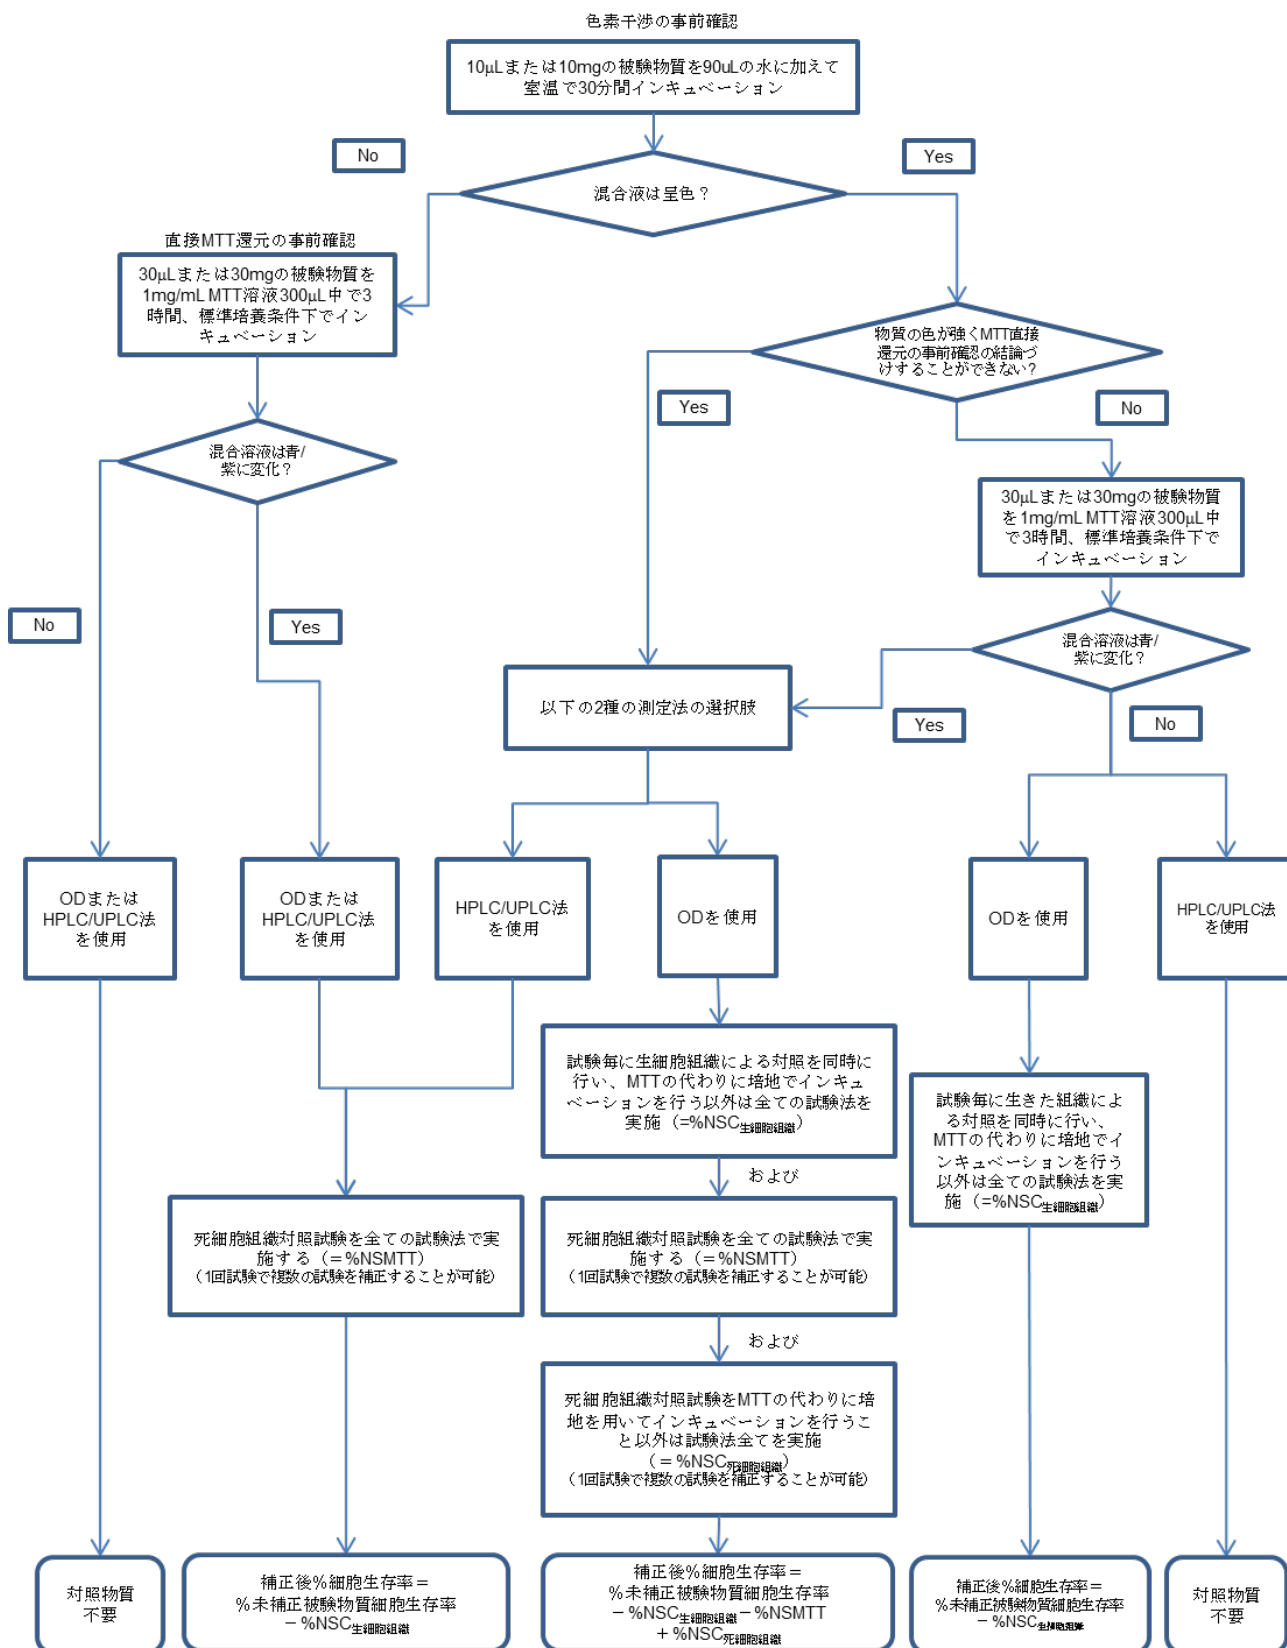 色素干渉の事前確認
10μLまたは10mgの被験物質を90uLの水に加えて
室温で30分間インキュベーション
No
Yes
混合液は呈色？
直接MTT還元の事前確認
30μLまたは30mgの被験物質を
1mg/mL MTT溶液300μL中で3
時間、標準培養条件下でイン
キュベーション
物質の色が強くMTT直接
還元の事前確認の結論づ
けすることができない？
Yes
No
混合溶液は青/
紫に変化？
30μLまたは30mgの被験物質
を1mg/mL MTT溶液300μL中
で3時間、標準培養条件下で
インキュベーション
No
Yes
混合溶液は青/
紫に変化？
以下の2種の測定法の選択肢
Yes
No
ODまたは
HPLC/UPLC法
を使用
ODまたは
HPLC/UPLC法
を使用
HPLC/UPLC法
を使用
ODを使用
ODを使用
HPLC/UPLC法
を使用
試験毎に生細胞組織による対照を同時に
行い、MTTの代わりに培地でインキュ
ベーションを行う以外は全ての試験法を
実施（=%NSC生細胞組織）
試験毎に生きた組織によ
る対照を同時に行い、
MTTの代わりに培地でイ
ンキュベーションを行う
以外は全ての試験法を実
施（=%NSC生細胞組織）
および
死細胞組織対照試験を全ての試験法で実
施する（=%NSMTT）
（1回試験で複数の試験を補正することが可能）
死細胞組織対照試験を全ての試験法で実
施する（=%NSMTT）
（1回試験で複数の試験を補正することが可能）
および
死細胞組織対照試験をMTTの代わりに培
地を用いてインキュベーションを行うこ
と以外は試験法全てを実施
（＝%NSC死細胞組織）
（1回試験で複数の試験を補正することが可能）
対照物質
不要
補正後%細胞生存率＝
%未補正被験物質細胞生存率
－%NSC生細胞組織
補正後%細胞生存率＝
%未補正被験物質細胞生存率
－%NSC生細胞組織－%NSMTT
＋%NSC死細胞組織
補正後%細胞生存率＝
%未補正被験物質細胞生存率
－%NSC生細胞組織
対照物質
不要